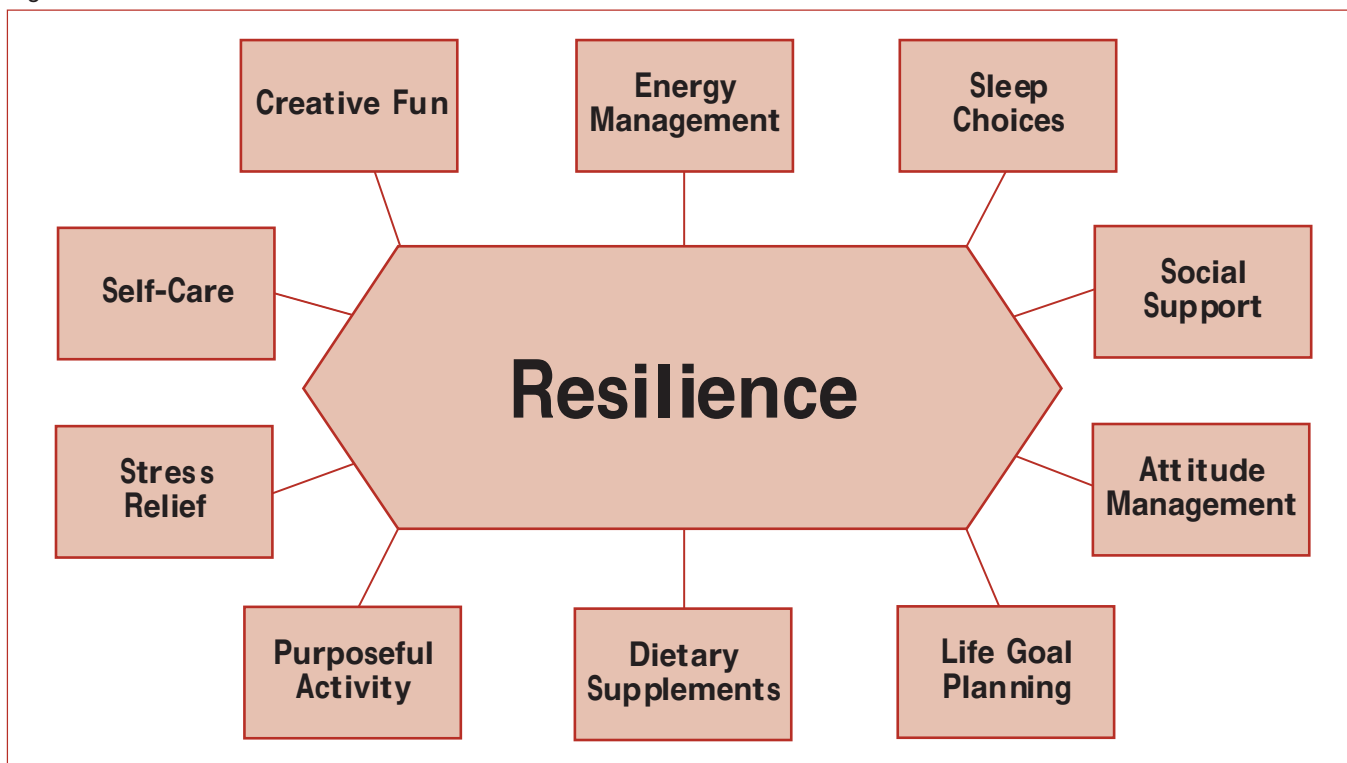 Creative Fun
Energy
Management
Sleep
Choices
Self-Care
Social
Support
Resilience
Stress
Relief
Attitude
Management
Purposeful
Activity
Dietary
Supplements
Life Goal
Planning